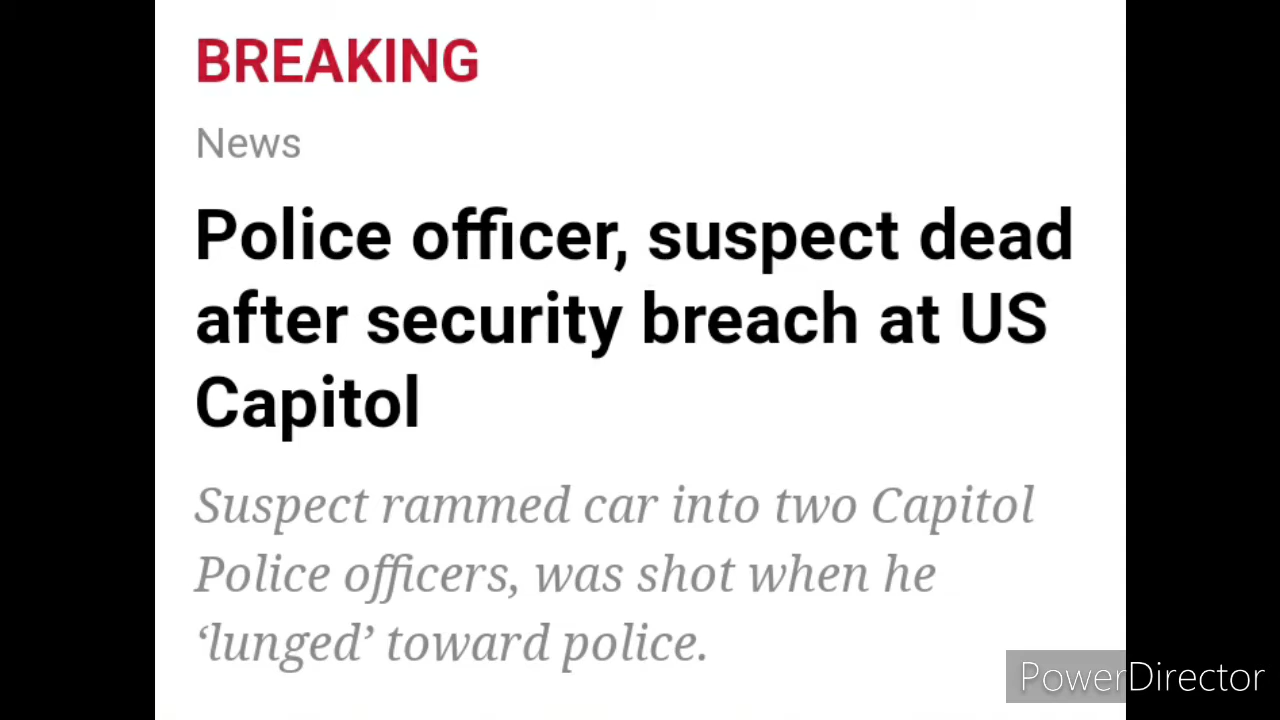 BREAKING
News
Police officer, suspect dead
after security breach at US
Capitol
Suspect rammed car into two Capitol
Police officers, was shot when he
‘lunged’ toward police.
PowerDirector